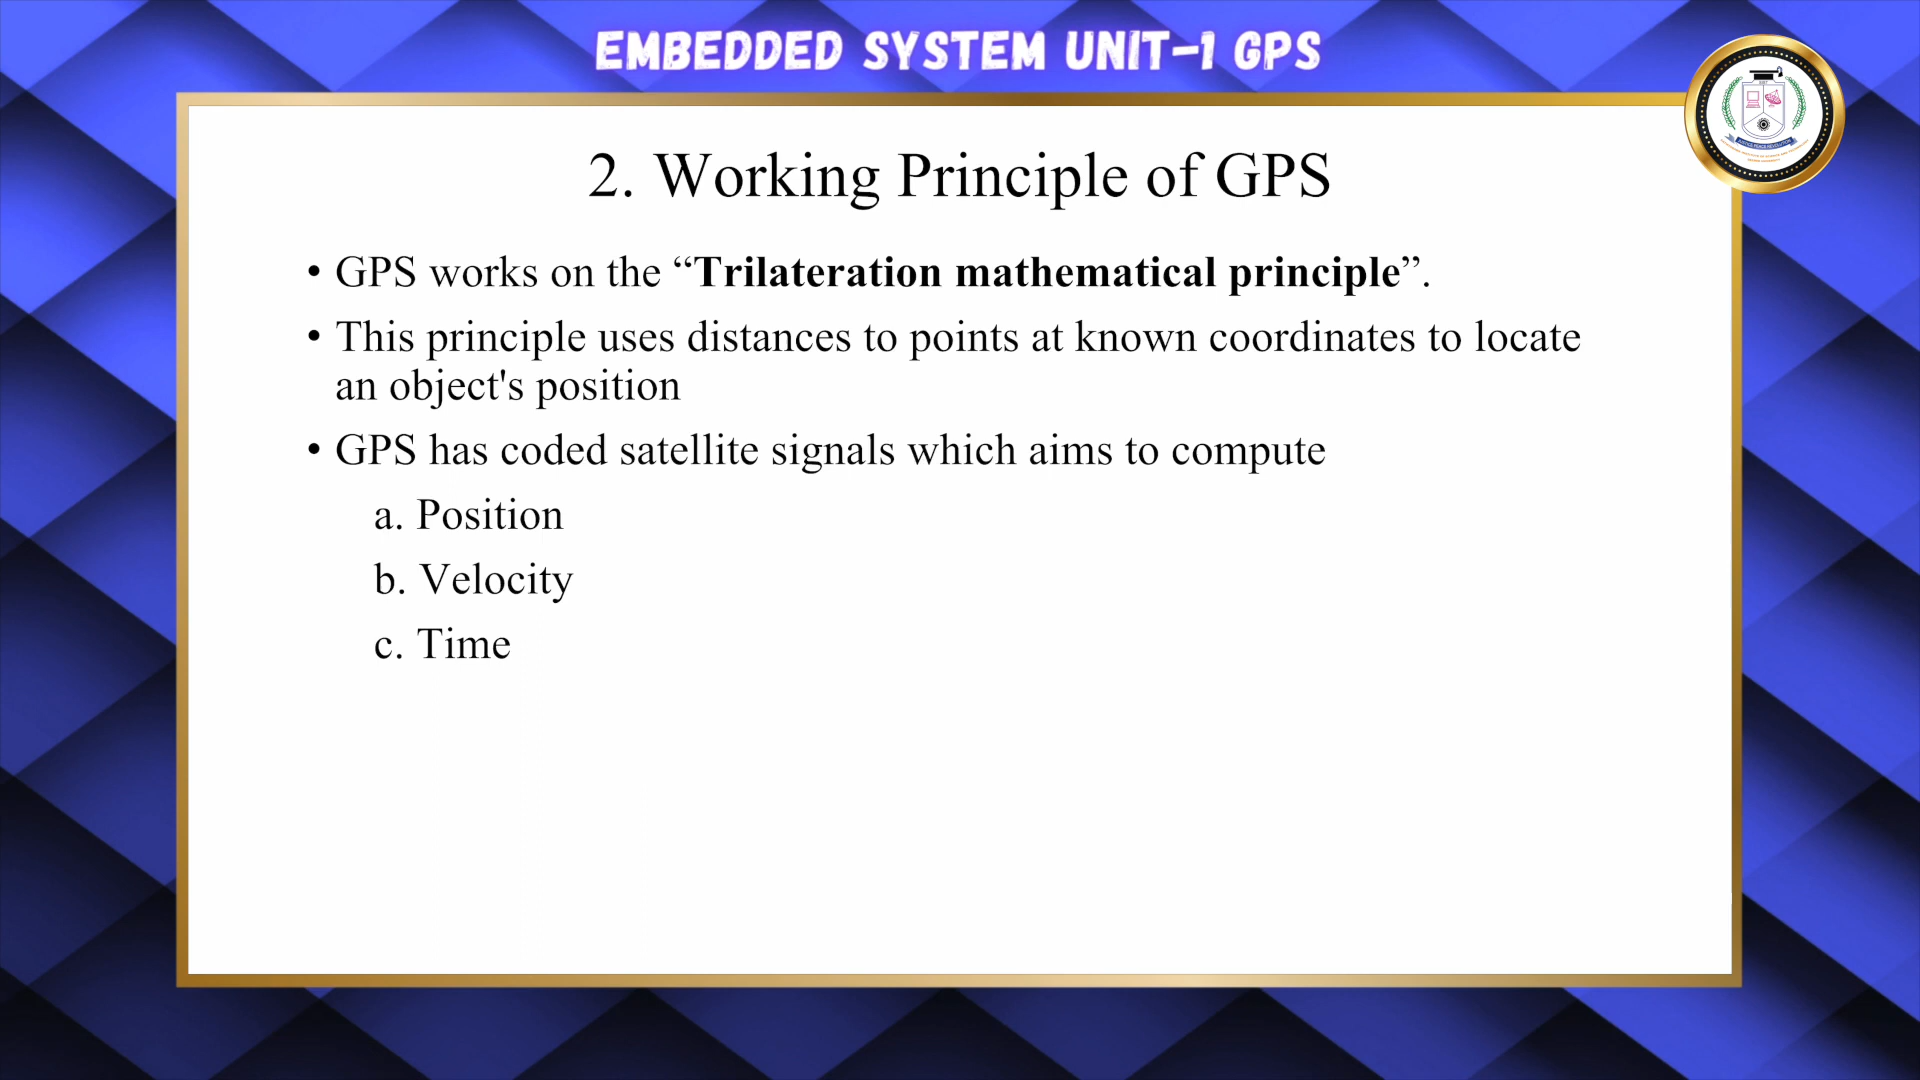 EMBEDDED SYSTEM UNIT-1 GPS
2. Working Principle of GPS
• GPS works on the “Trilateration mathematical principle”.
• This principle uses distances to points at known coordinates to locate
an object's position
• GPS has coded satellite signals which aims to compute
a. Position
b. Velocity
c. Time